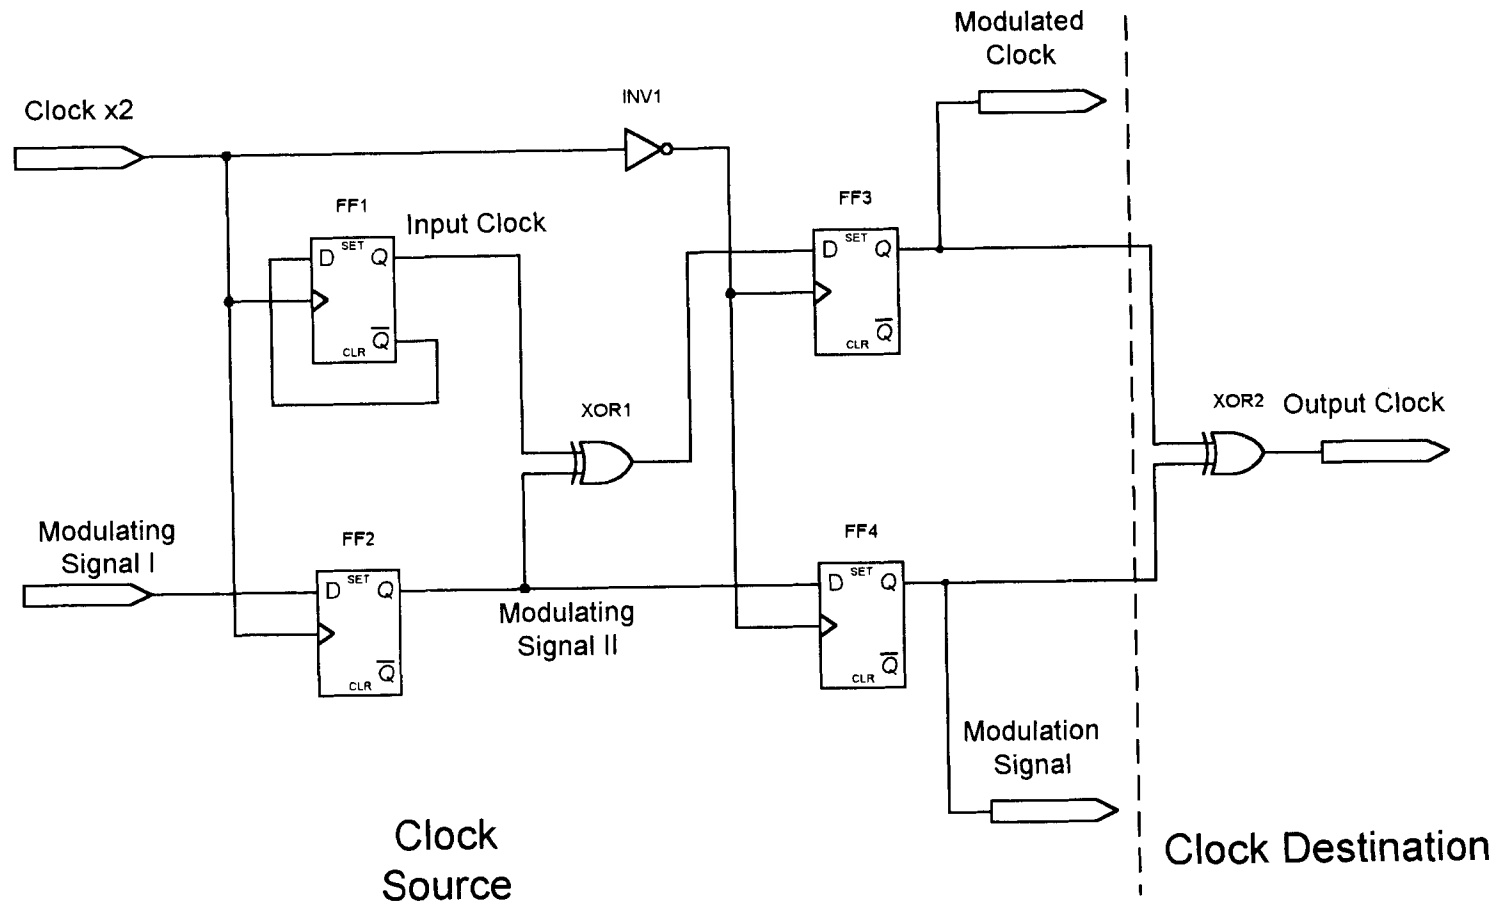 Modulated
Clock
Clock x2
INV1
FF1
Input Clock
D SET Q
Q
CLR
FF3
D SET Q
Q
CLR
XOR1
XOR2
Output Clock
Modulating
Signal I
FF2
D SET Q
Q
CLR
Modulating
Signal II
FF4
D SET Q
Q
CLR
Modulation
Signal
Clock
Source
Clock Destination